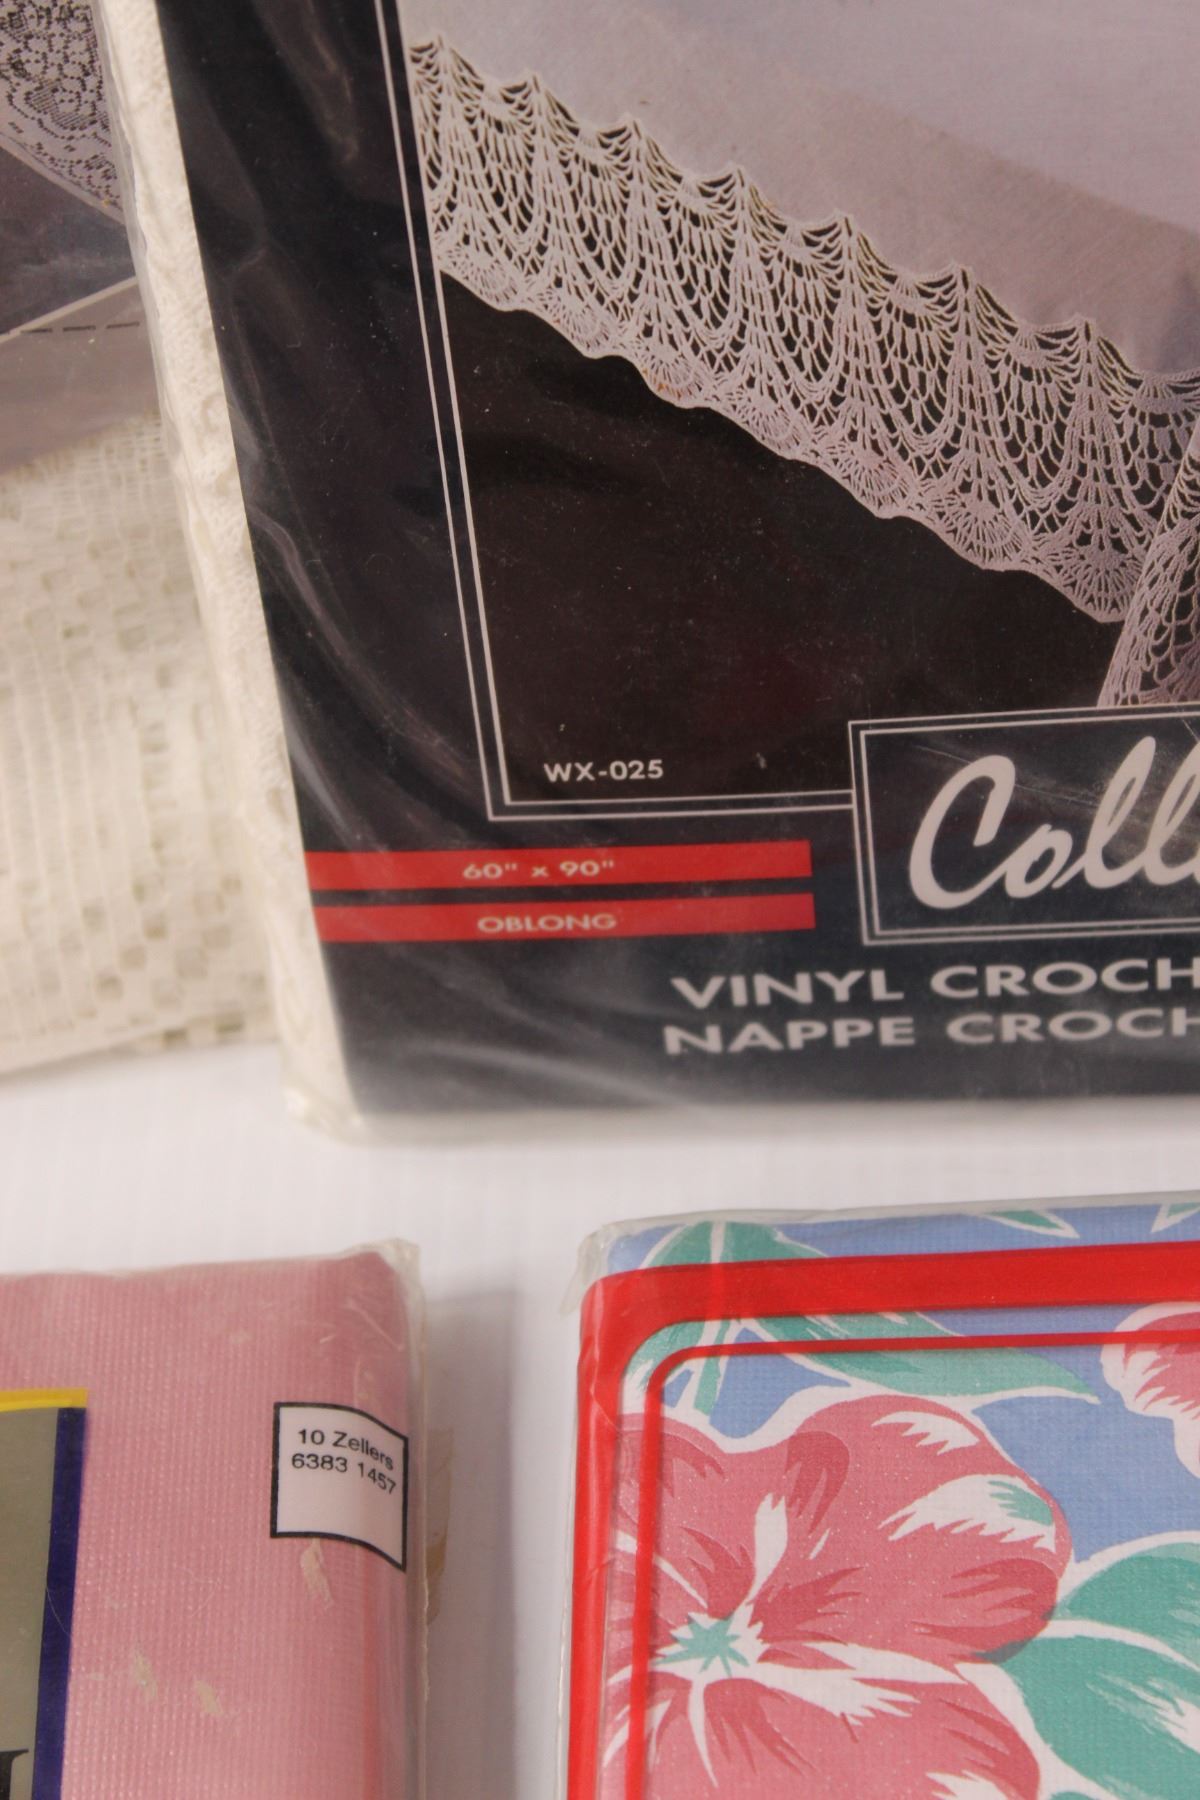 WX-025
Coll
60" x 90"
OBLONG
VINYL CROCH
NAPPE CROCH
10 Zellers
6383 1457